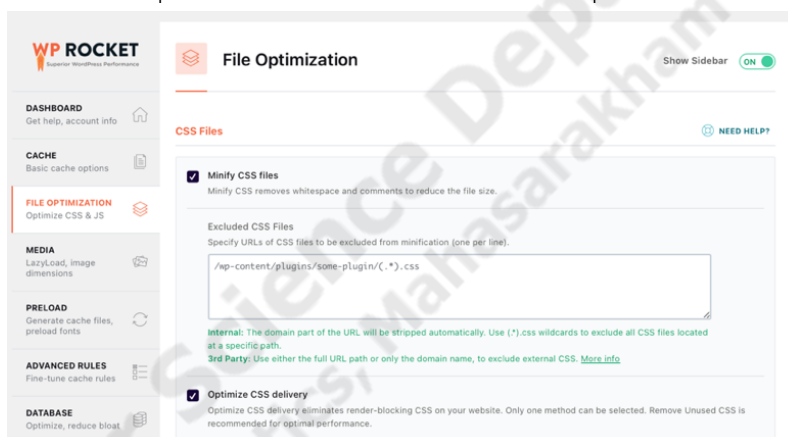 WP ROCKET
Superior WordPress Performance
File Optimization
Show Sidebar
ON
DASHBOARD
Get help, account info
CACHE
Basic cache options
FILE OPTIMIZATION
Optimize CSS & JS
MEDIA
LazyLoad, image
dimensions
PRELOAD
Generate cache files,
preload fonts
ADVANCED RULES
Fine-tune cache rules
DATABASE
Optimize, reduce bloat
CSS Files
NEED HELP?
Minify CSS files
Minify CSS removes whitespace and comments to reduce the file size.
Excluded CSS Files
Specify URLs of CSS files to be excluded from minification (one per line).
/wp-content/plugins/some-plugin/(.*).css
Internal: The domain part of the URL will be stripped automatically. Use (.*).css wildcards to exclude all CSS files located
at a specific path.
3rd Party: Use either the full URL path or only the domain name, to exclude external CSS. More info
Optimize CSS delivery
Optimize CSS delivery eliminates render-blocking CSS on your website. Only one method can be selected. Remove Unused CSS is
recommended for optimal performance.
Science Dep
Mahasarakham